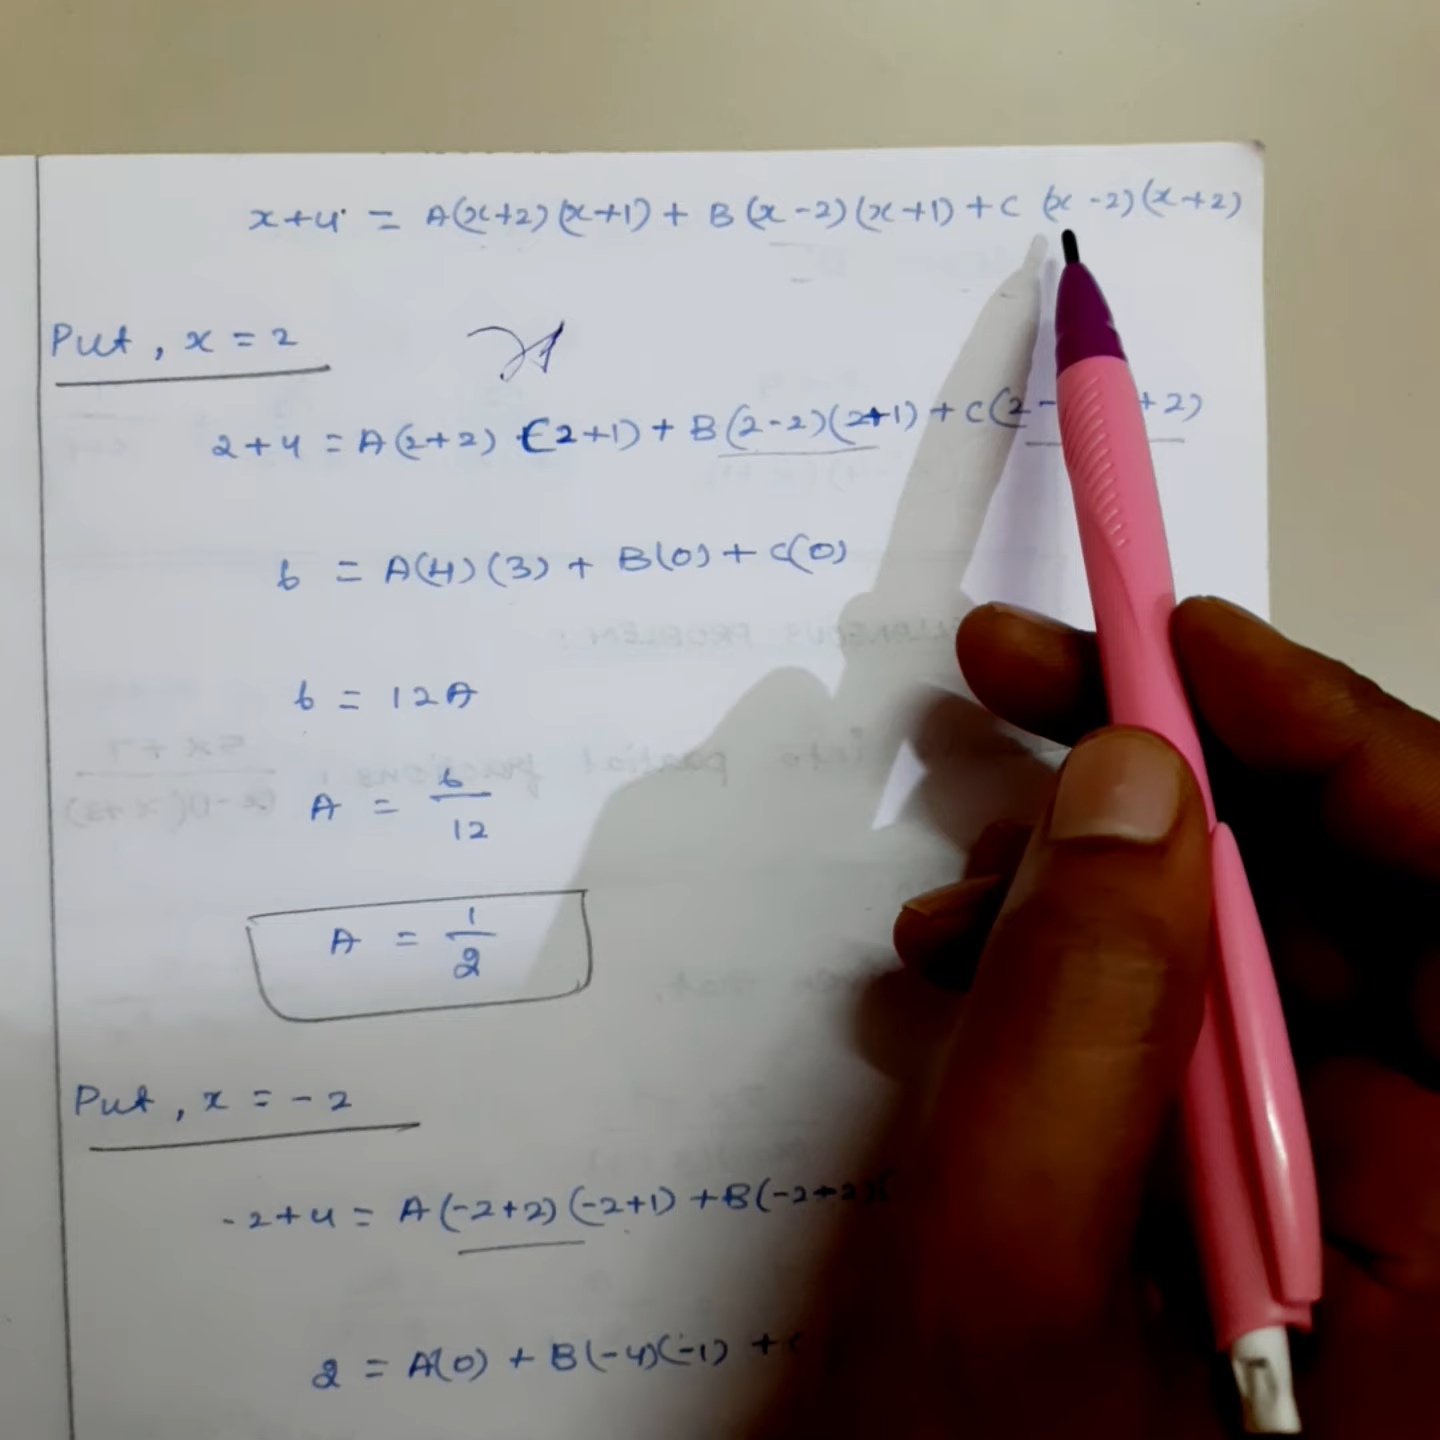 x+4 = A(x+2)(x+1) + B(x-2)(x+1) + C(x-2)(x+2)
Put, x = 2
2+4 = A(2+2)(2+1) + B(2-2)(2+1) + C(2- +2)
6 = A(4)(3) + B(0) + C(0)
6 = 12A
A = 6/12
A = 1/2
Put, x = -2
-2+4 = A(-2+2)(-2+1) + B(-2
2 = A(0) + B(-4)(-1) +